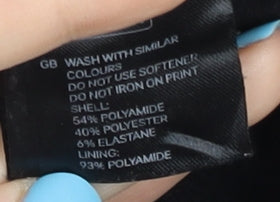 GB WASH WITH SIMILAR
COLOURS
DO NOT USE SOFTENER
DO NOT IRON ON PRINT
SHELL:
54% POLYAMIDE
40% POLYESTER
6% ELASTANE
LINING:
93% POLYAMIDE